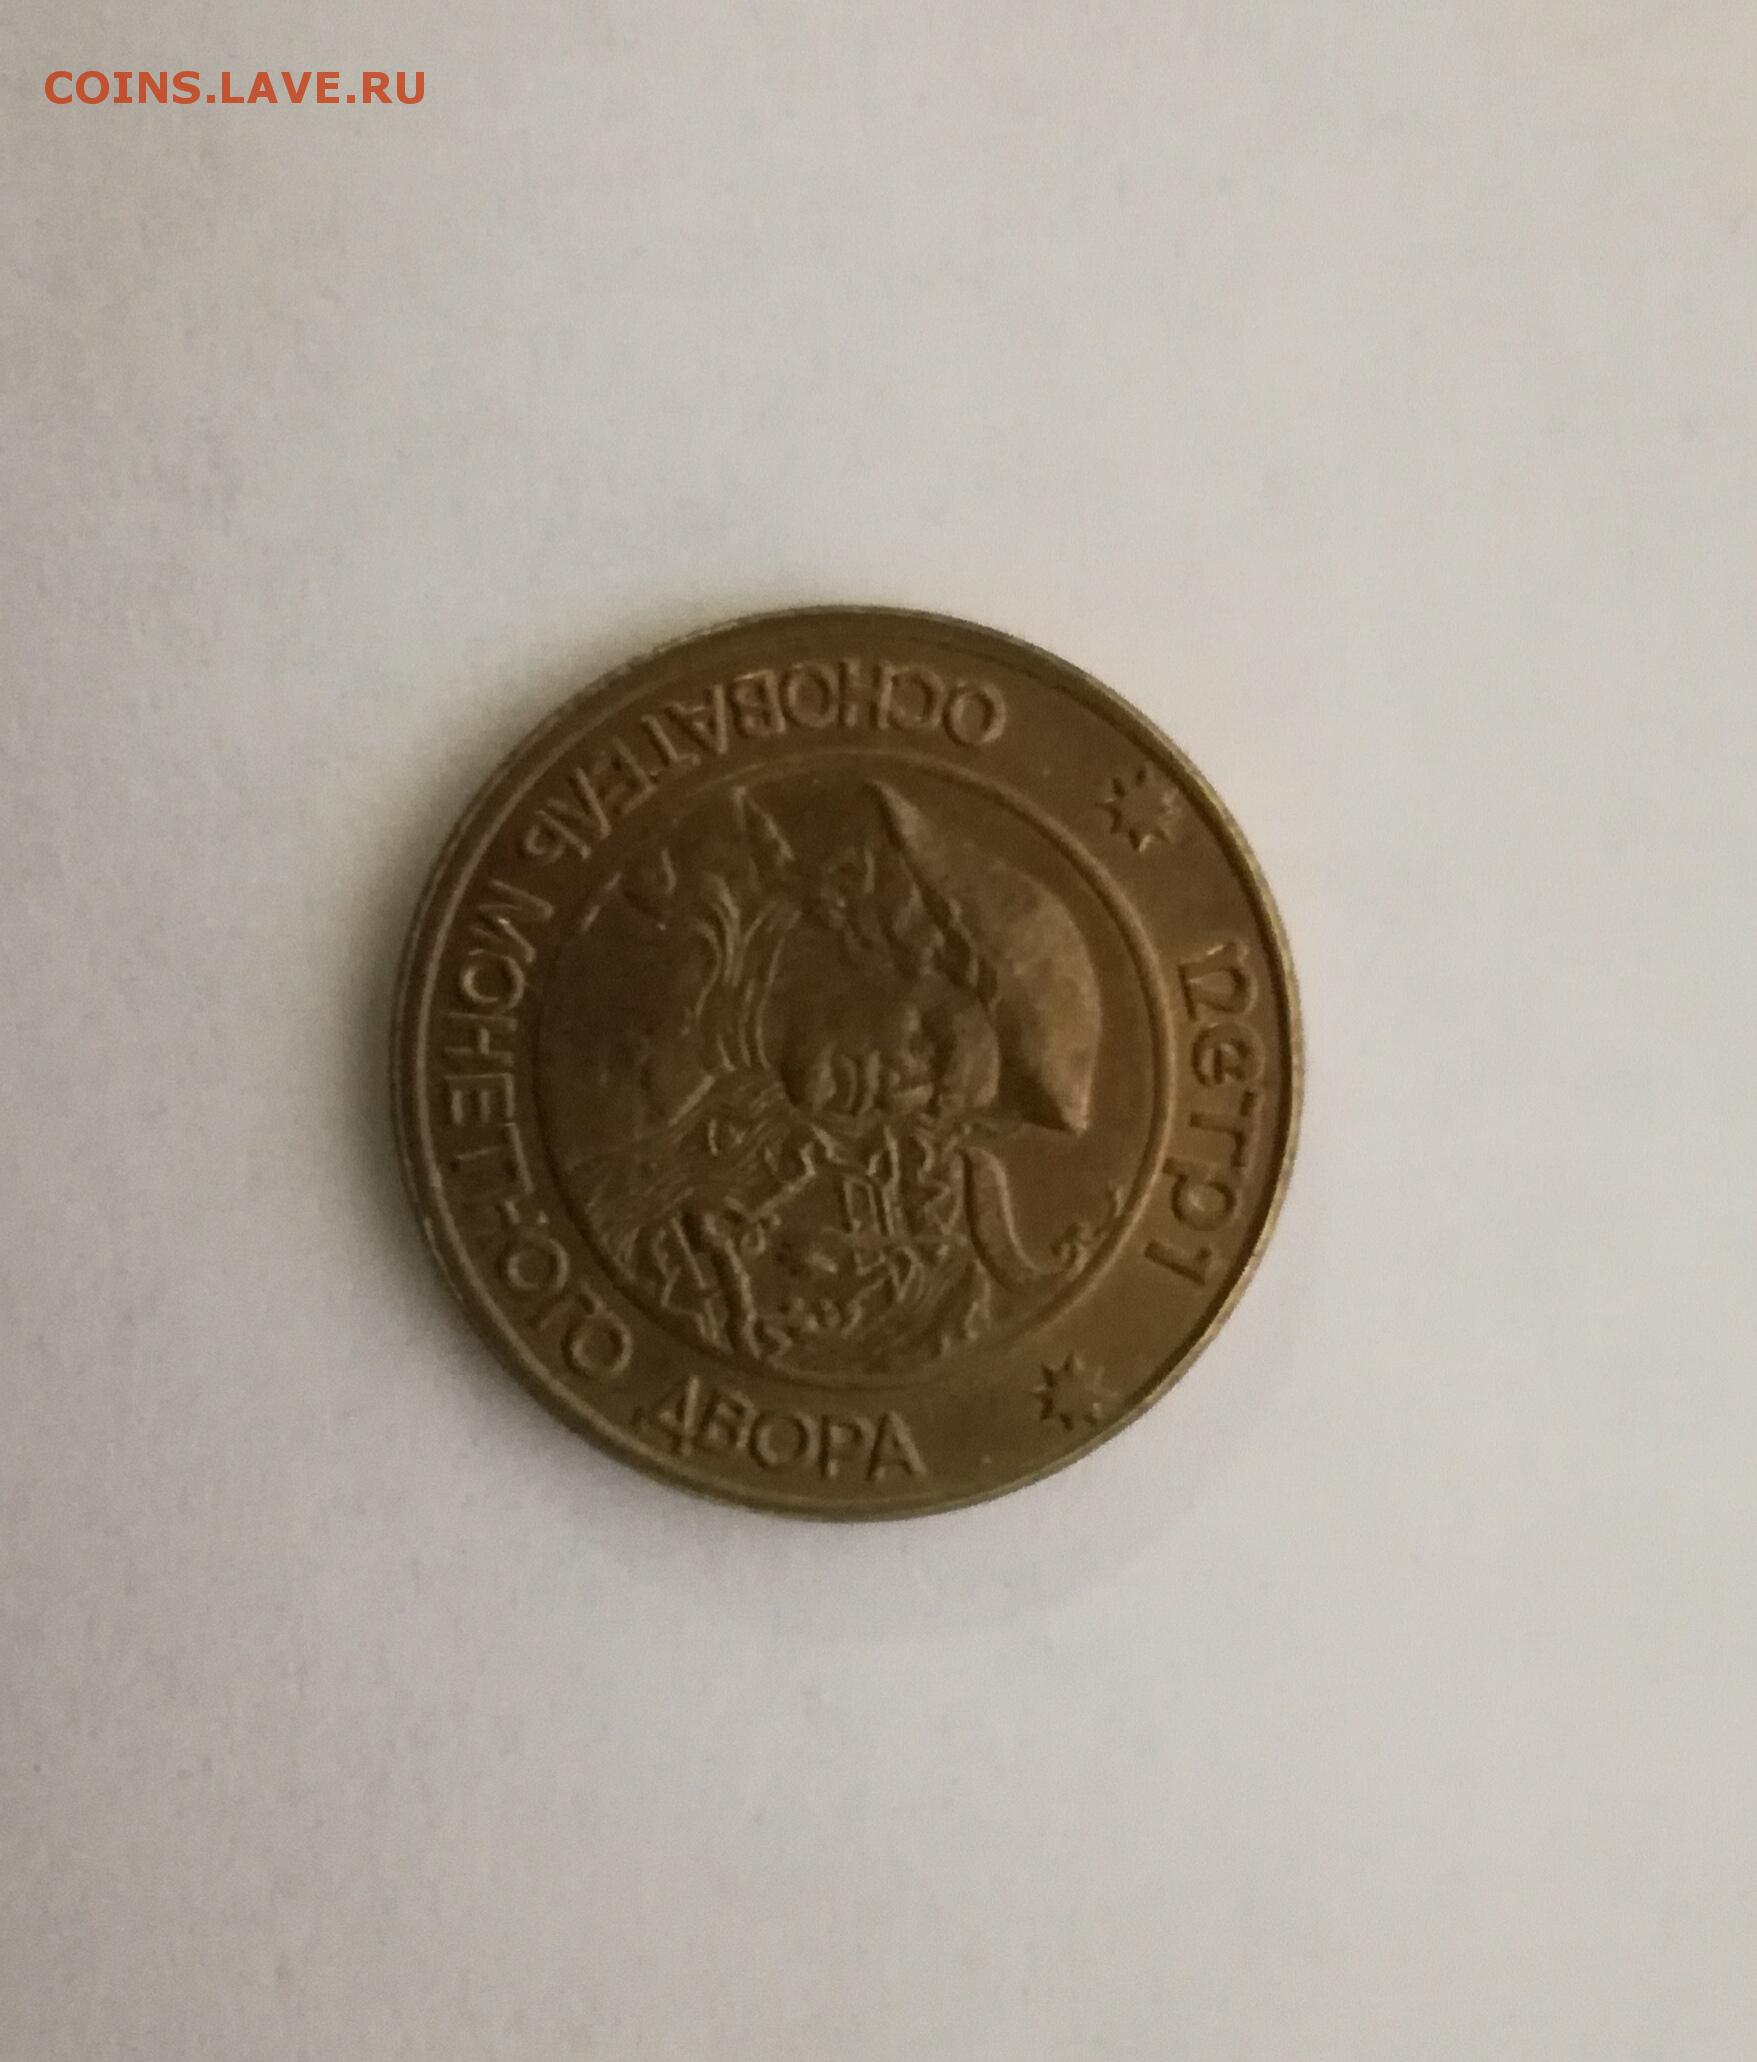 COINS.LAVE.RU
ПЕТР I
ОСНОВАТЕЛЬ МОНЕТНОГО ДВОРА